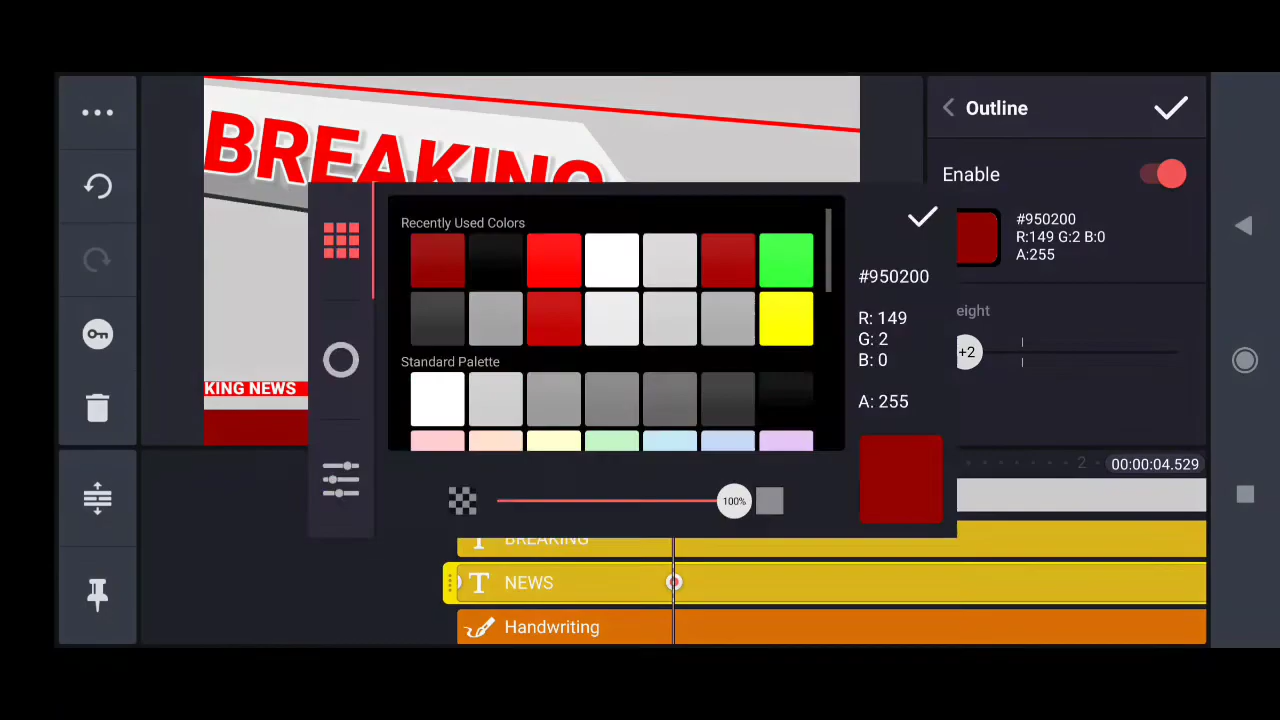 BREAKING
KING NEWS
Outline
Enable
#950200
R:149 G:2 B:0
A:255
eight
+2
Recently Used Colors
Standard Palette
#950200
R: 149
G: 2
B: 0
A: 255
100%
2
00:00:04.529
BREAKING
NEWS
Handwriting